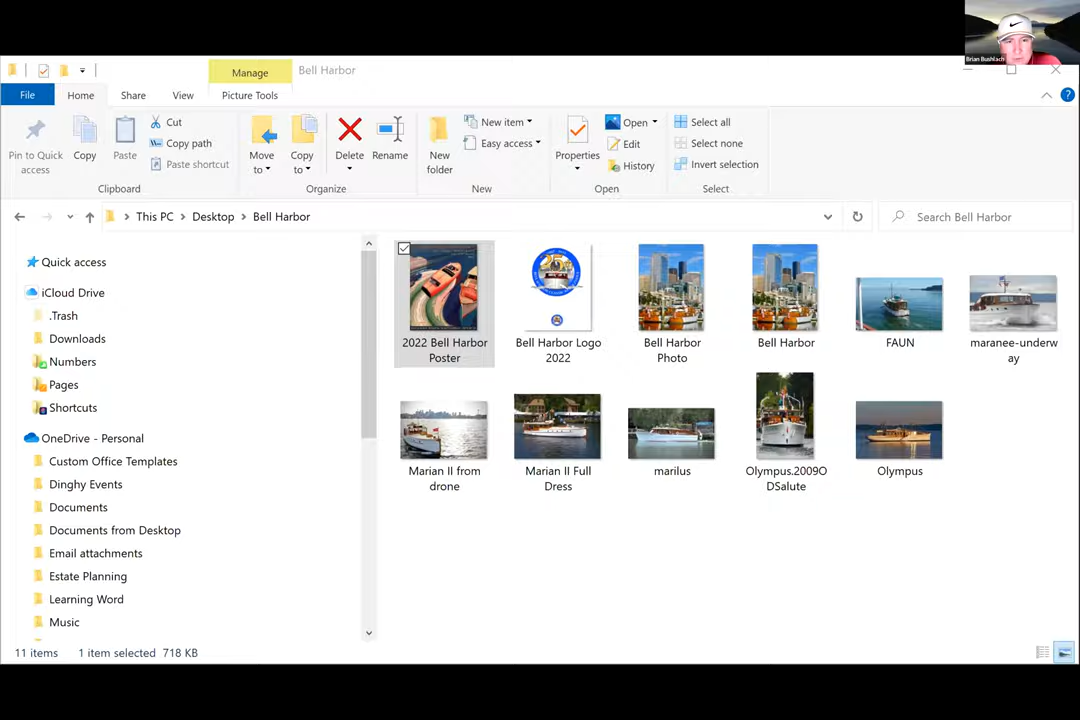 Brian Bushlach
Manage
Bell Harbor
File
Home
Share
View
Picture Tools
Pin to Quick access
Copy
Paste
Cut
Copy path
Paste shortcut
Clipboard
Move to
Copy to
Delete
Rename
Organize
New folder
New item
Easy access
New
Properties
Open
Edit
History
Open
Select all
Select none
Invert selection
Select
This PC
Desktop
Bell Harbor
Search Bell Harbor
Quick access
iCloud Drive
.Trash
Downloads
Numbers
Pages
Shortcuts
OneDrive - Personal
Custom Office Templates
Dinghy Events
Documents
Documents from Desktop
Email attachments
Estate Planning
Learning Word
Music
2022 Bell Harbor
Poster
Bell Harbor Logo
2022
Bell Harbor
Photo
Bell Harbor
FAUN
maranee-underw
ay
Marian II from
drone
Marian II Full
Dress
marilus
Olympus.2009O
DSalute
Olympus
11 items
1 item selected 718 KB